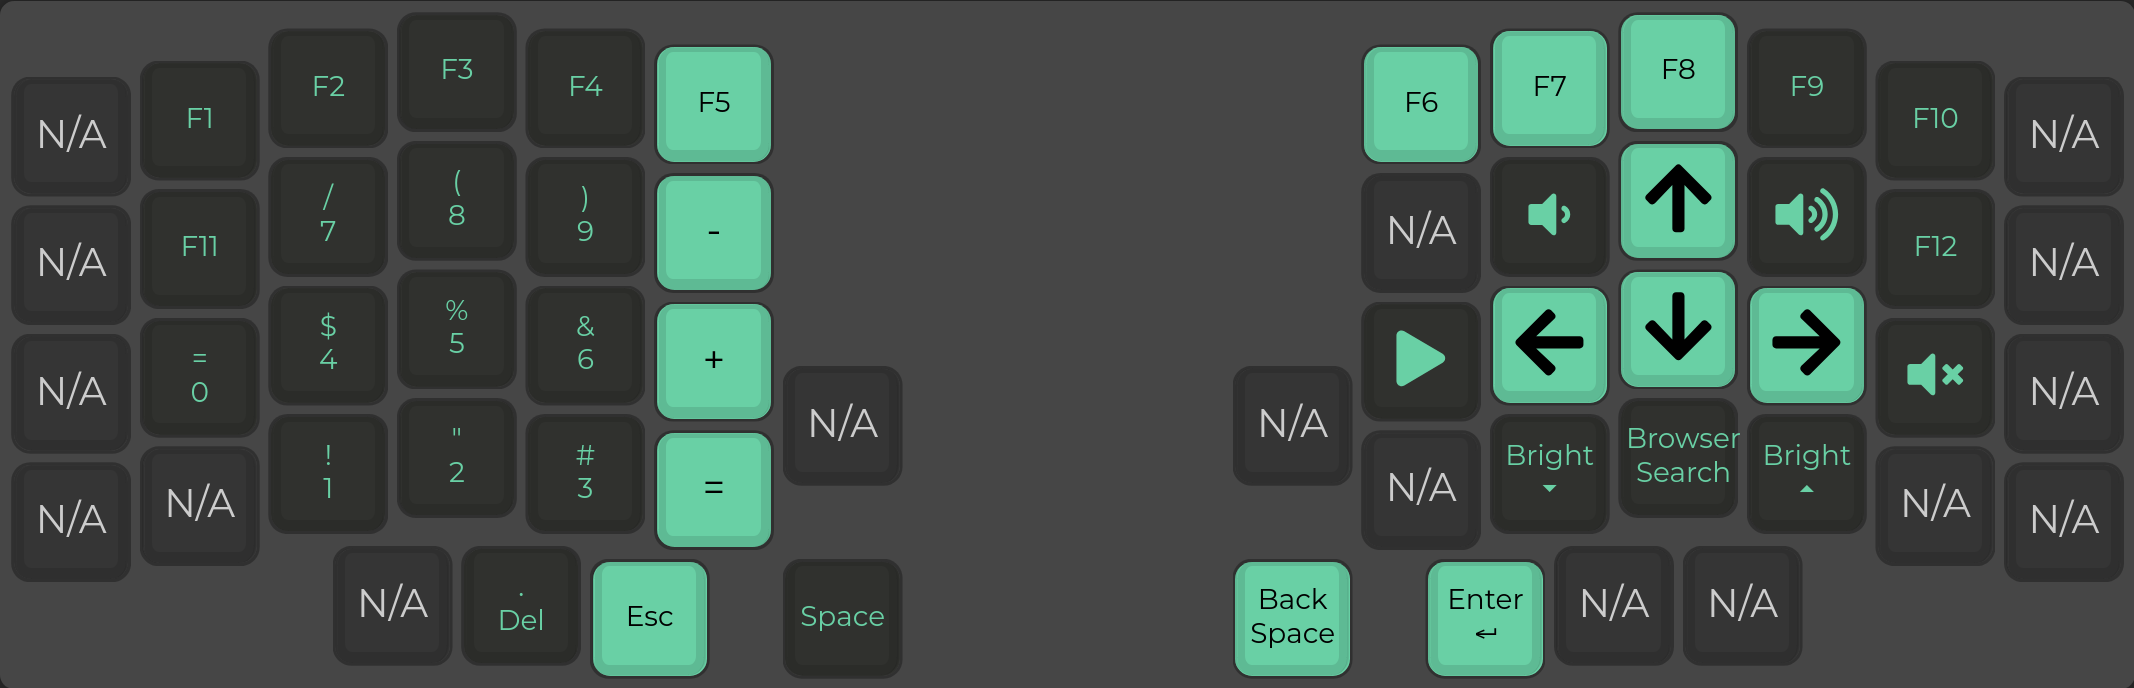 N/A
F1
F2
F3
F4
F5
F6
F7
F8
F9
F10
N/A
N/A
F11
/
7
(
8
)
9
-
N/A
F12
N/A
N/A
=
0
$
4
%
5
&
6
+
N/A
N/A
N/A
N/A
N/A
!
1
"
2
#
3
=
N/A
Bright
Browser
Search
Bright
N/A
N/A
N/A
.
Del
Esc
Space
Back
Space
Enter
N/A
N/A